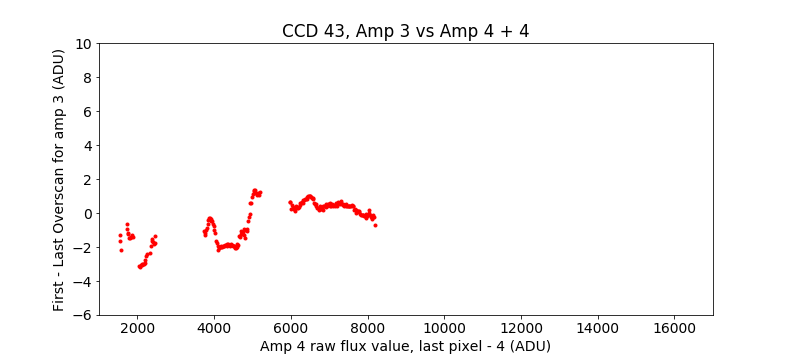 CCD 43, Amp 3 vs Amp 4 + 4
First - Last Overscan for amp 3 (ADU)
10
8
6
4
2
0
−2
−4
−6
2000 4000 6000 8000 10000 12000 14000 16000
Amp 4 raw flux value, last pixel - 4 (ADU)